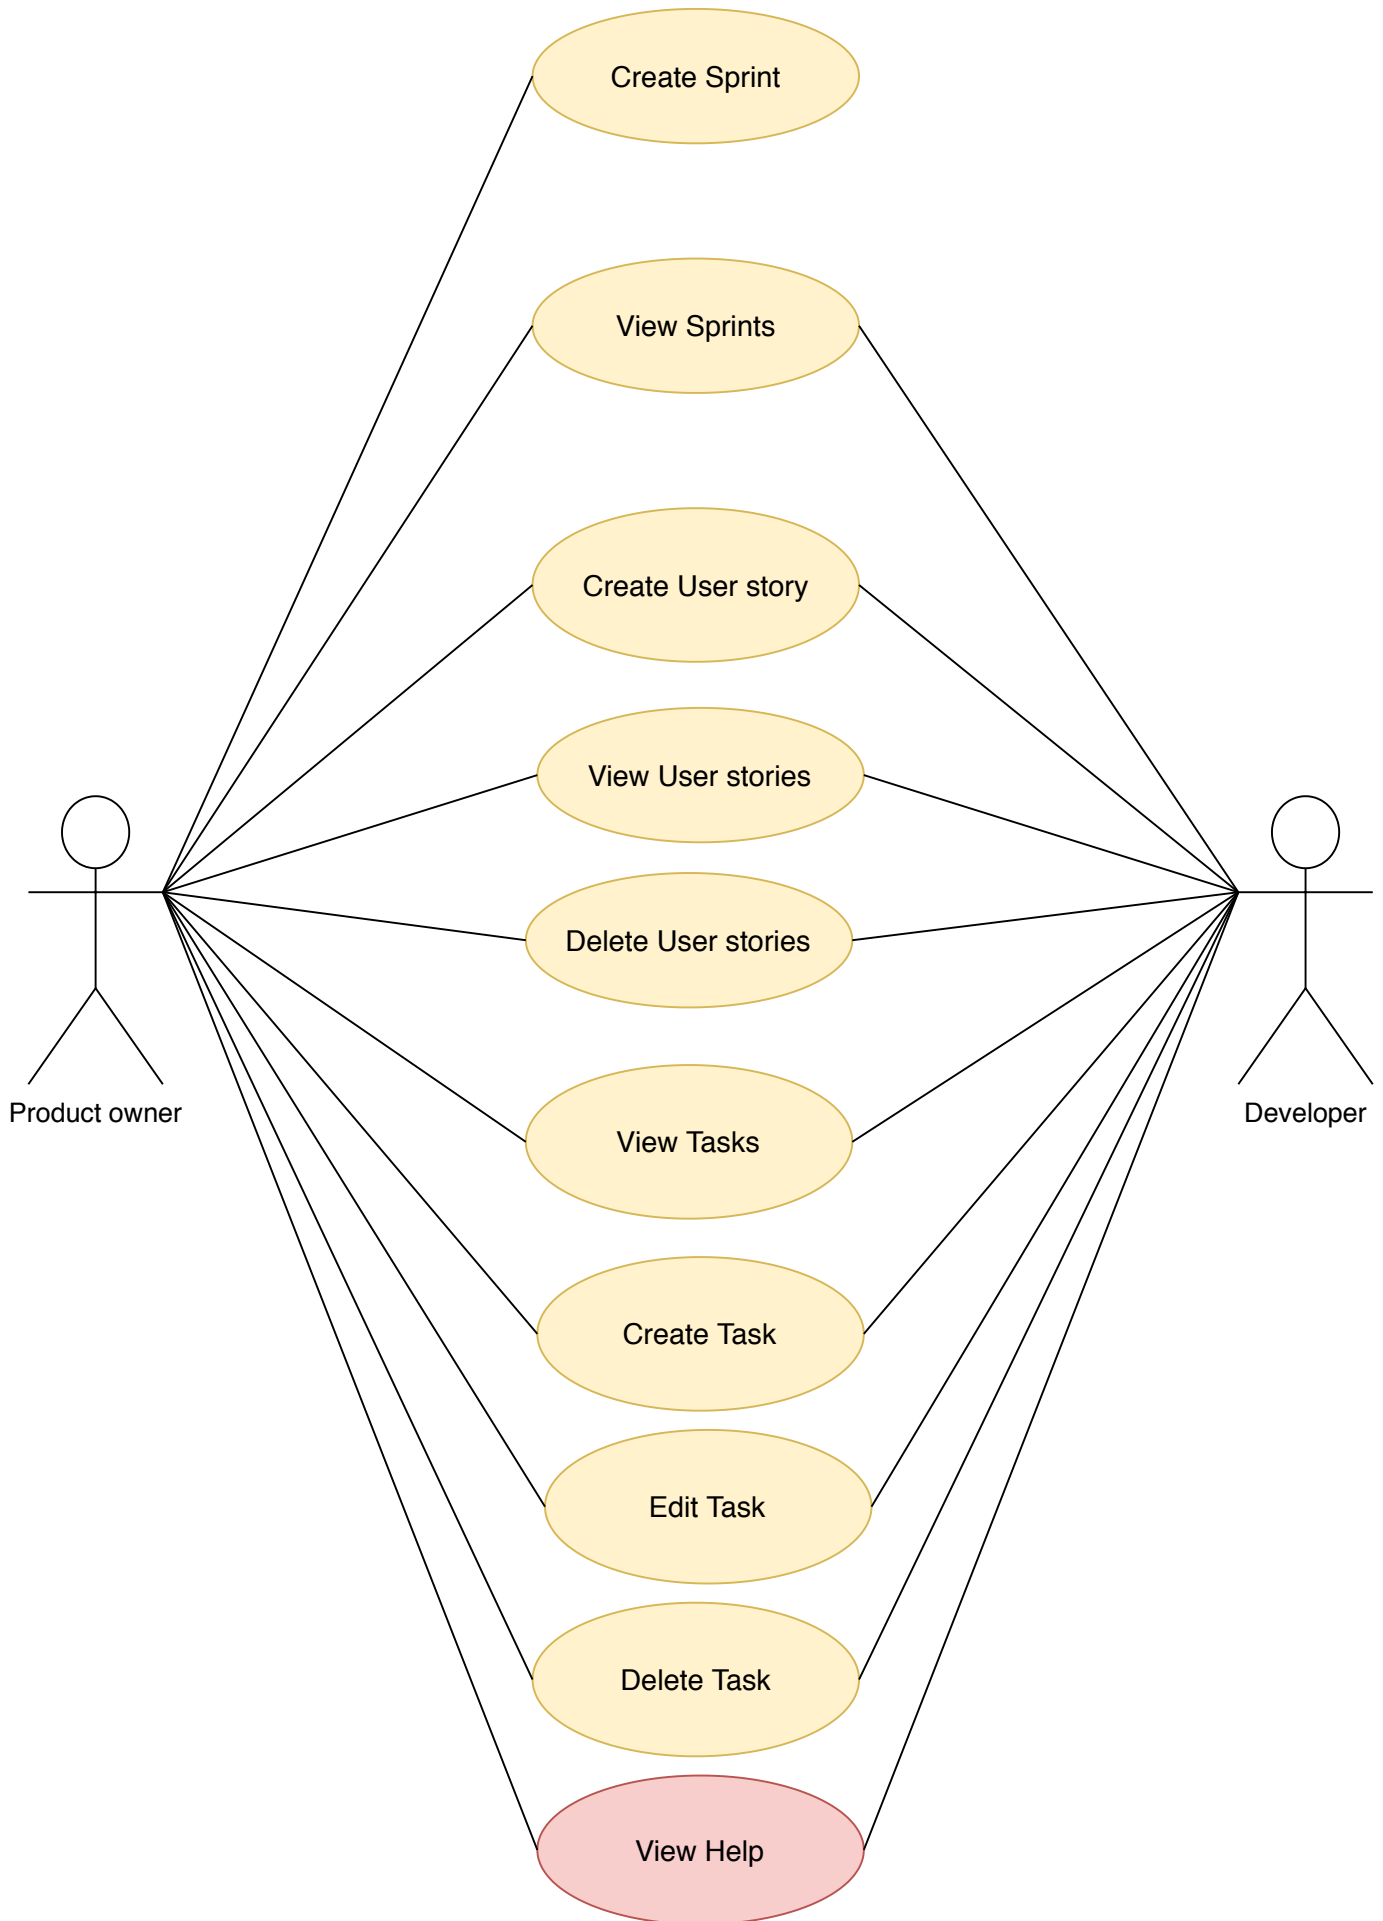 Create Sprint
View Sprints
Create User story
View User stories
Delete User stories
Product owner
Developer
View Tasks
Create Task
Edit Task
Delete Task
View Help